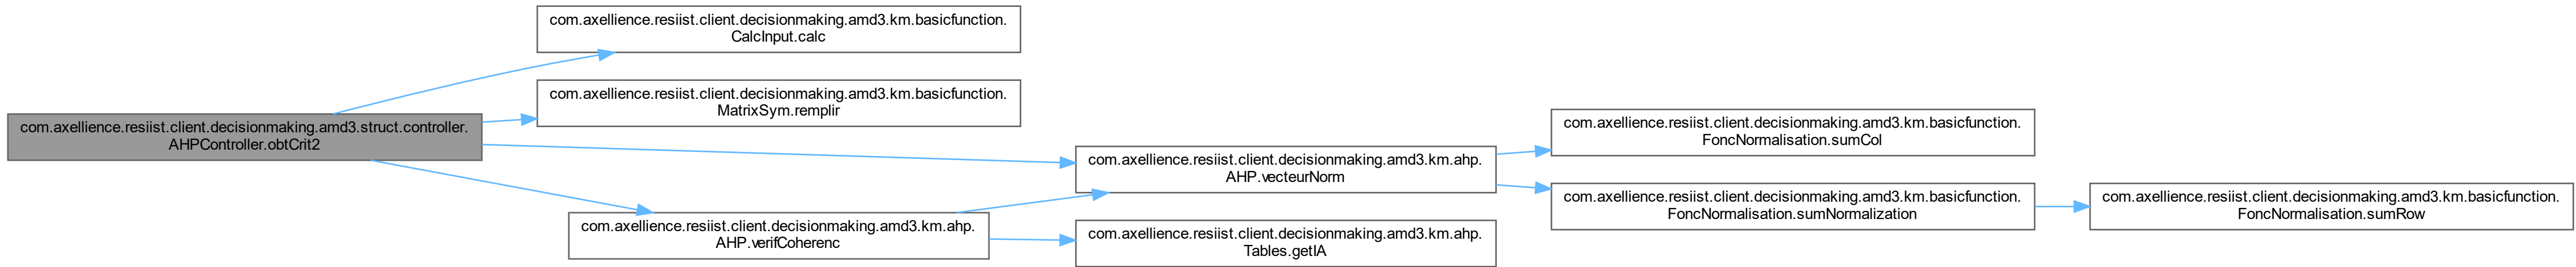 com.axellience.resiist.client.decisionmaking.amd3.struct.controller.
AHPController.obtCrit2
com.axellience.resiist.client.decisionmaking.amd3.km.basicfunction.
CalcInput.calc
com.axellience.resiist.client.decisionmaking.amd3.km.basicfunction.
MatrixSym.remplir
com.axellience.resiist.client.decisionmaking.amd3.km.ahp.
AHP.verifCoherenc
com.axellience.resiist.client.decisionmaking.amd3.km.ahp.
AHP.vecteurNorm
com.axellience.resiist.client.decisionmaking.amd3.km.ahp.
Tables.getIA
com.axellience.resiist.client.decisionmaking.amd3.km.basicfunction.
FoncNormalisation.sumCol
com.axellience.resiist.client.decisionmaking.amd3.km.basicfunction.
FoncNormalisation.sumNormalization
com.axellience.resiist.client.decisionmaking.amd3.km.basicfunction.
FoncNormalisation.sumRow